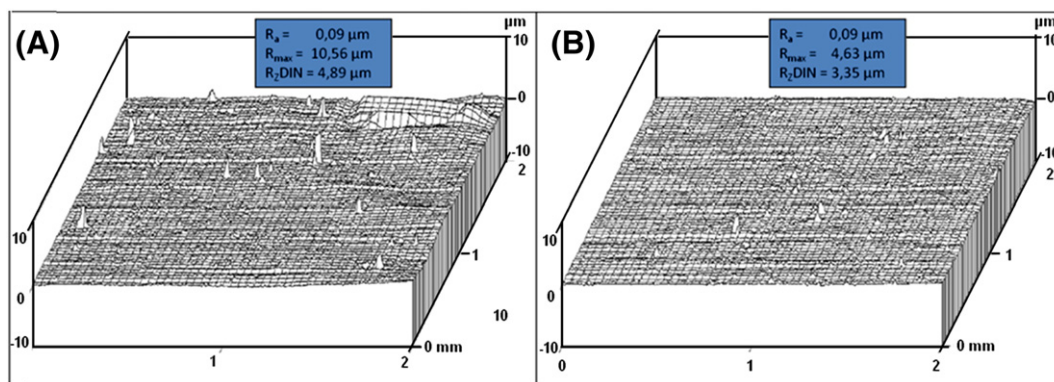 (A)
Ra = 0,09 µm
Rmax = 10,56 µm
RZDIN = 4,89 µm
µm
10
0
-10
2
1
0 mm
10
10
0
-10
1
2
(B)
Ra = 0,09 µm
Rmax = 4,63 µm
RZDIN = 3,35 µm
µm
10
0
-10
2
1
0 mm
10
0
-10
0
1
2